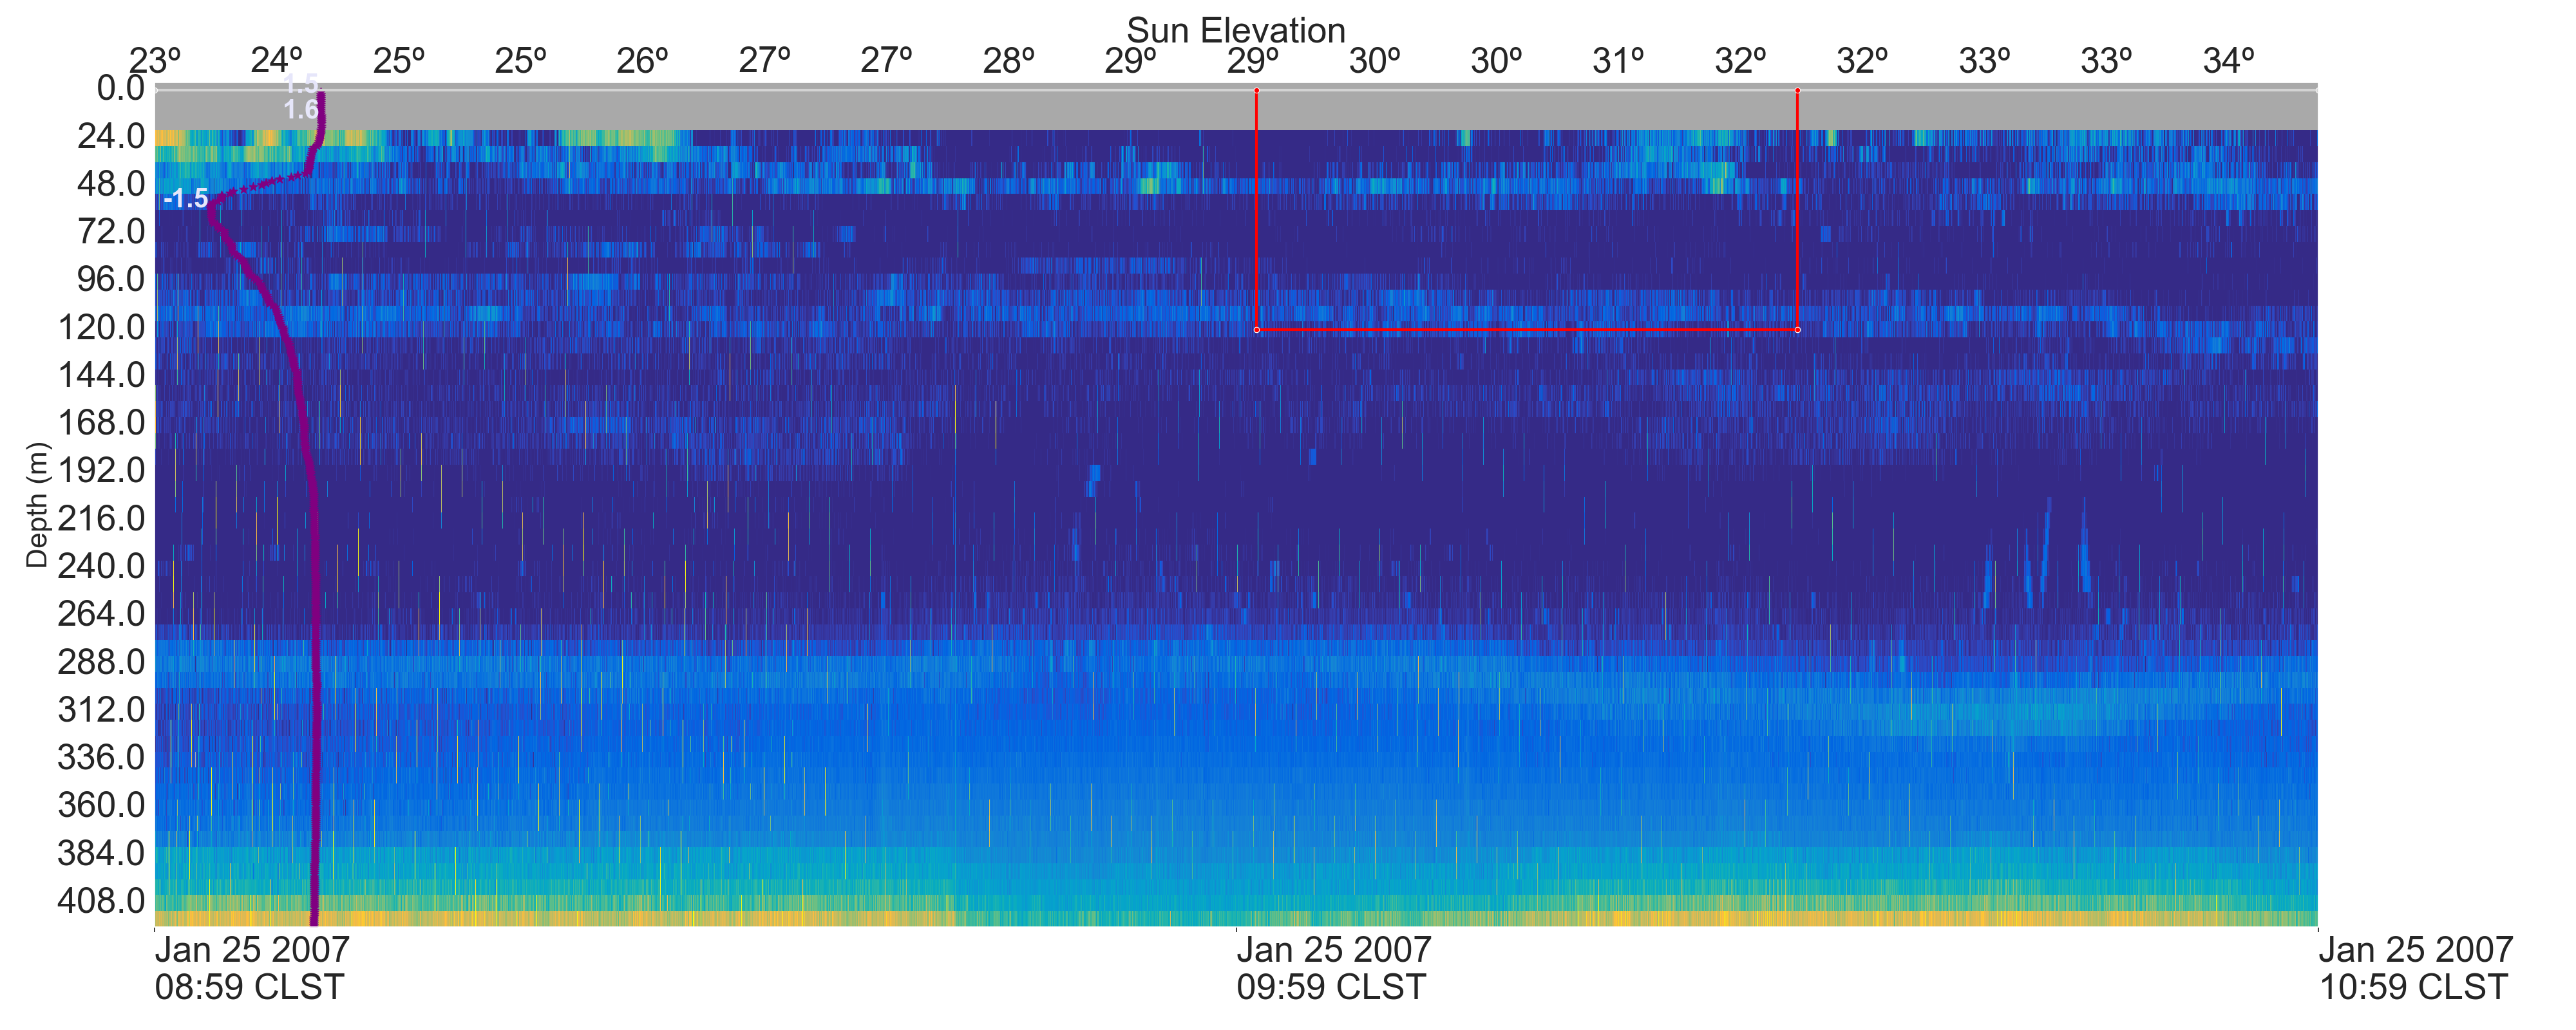 Sun Elevation
23º 24º 25º 25º 26º 27º 27º 28º 29º 29º 30º 30º 31º 32º 32º 33º 33º 34º
1.5
1.6
-1.5
Depth (m)
0.0
24.0
48.0
72.0
96.0
120.0
144.0
168.0
192.0
216.0
240.0
264.0
288.0
312.0
336.0
360.0
384.0
408.0
Jan 25 2007
08:59 CLST
Jan 25 2007
09:59 CLST
Jan 25 2007
10:59 CLST